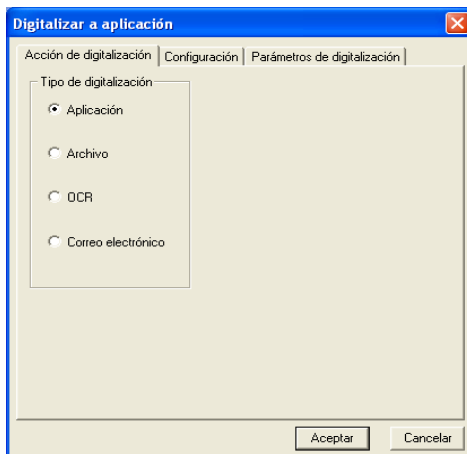 Digitalizar a aplicación
Acción de digitalización Configuración Parámetros de digitalización
Tipo de digitalización
Aplicación
Archivo
OCR
Correo electrónico
Aceptar Cancelar